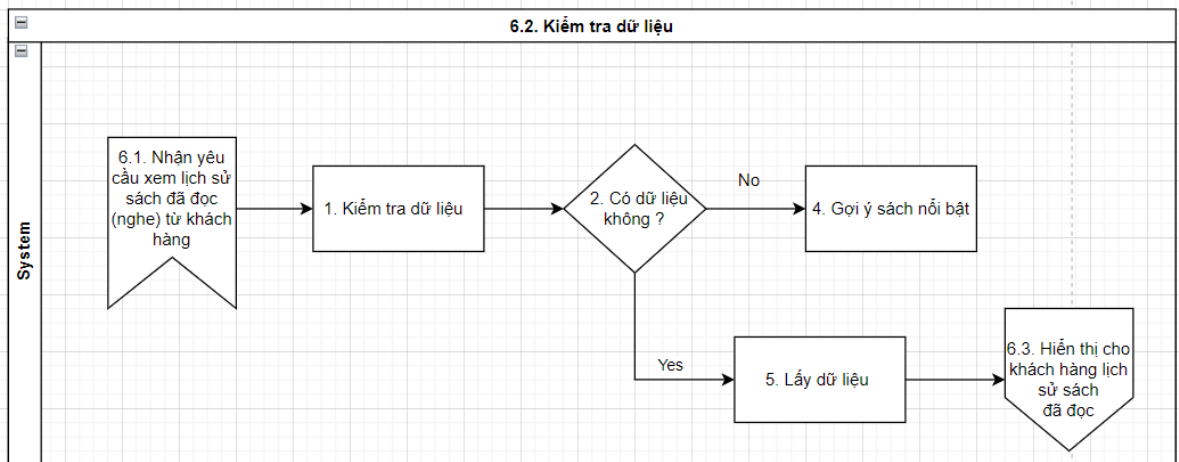 6.2. Kiểm tra dữ liệu
System
6.1. Nhận yêu
cầu xem lịch sử
sách đã đọc
(nghe) từ khách
hàng
1. Kiểm tra dữ liệu
2. Có dữ liệu
không ?
No
4. Gợi ý sách nổi bật
Yes
5. Lấy dữ liệu
6.3. Hiển thị cho
khách hàng lịch
sử sách
đã đọc